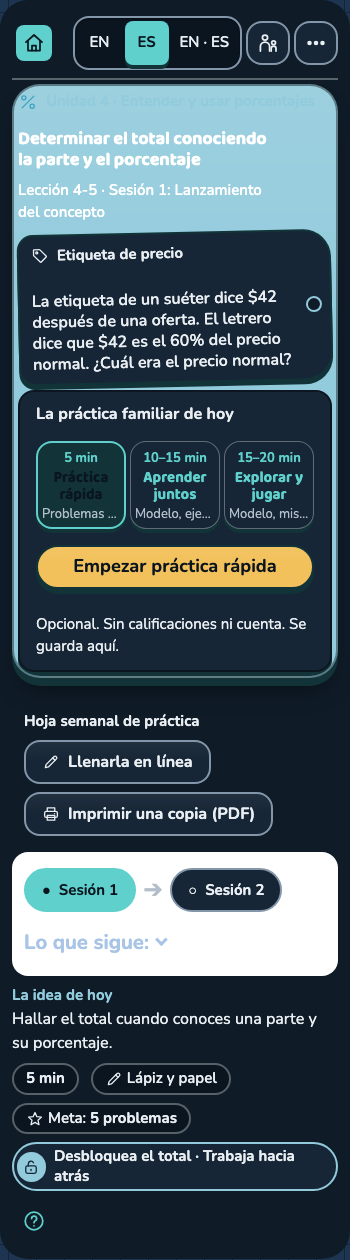 EN
ES
EN · ES
Unidad 4 · Entender y usar porcentajes
Determinar el total conociendo
la parte y el porcentaje
Lección 4-5 · Sesión 1: Lanzamiento
del concepto
Etiqueta de precio
La etiqueta de un suéter dice $42
después de una oferta. El letrero
dice que $42 es el 60% del precio
normal. ¿Cuál era el precio normal?
La práctica familiar de hoy
5 min
Práctica
rápida
Problemas ...
10–15 min
Aprender
juntos
Modelo, eje...
15–20 min
Explorar y
jugar
Modelo, mis...
Empezar práctica rápida
Opcional. Sin calificaciones ni cuenta. Se
guarda aquí.
Hoja semanal de práctica
Llenarla en línea
Imprimir una copia (PDF)
Sesión 1
Sesión 2
Lo que sigue:
La idea de hoy
Hallar el total cuando conoces una parte y
su porcentaje.
5 min
Lápiz y papel
Meta: 5 problemas
Desbloquea el total · Trabaja hacia
atrás